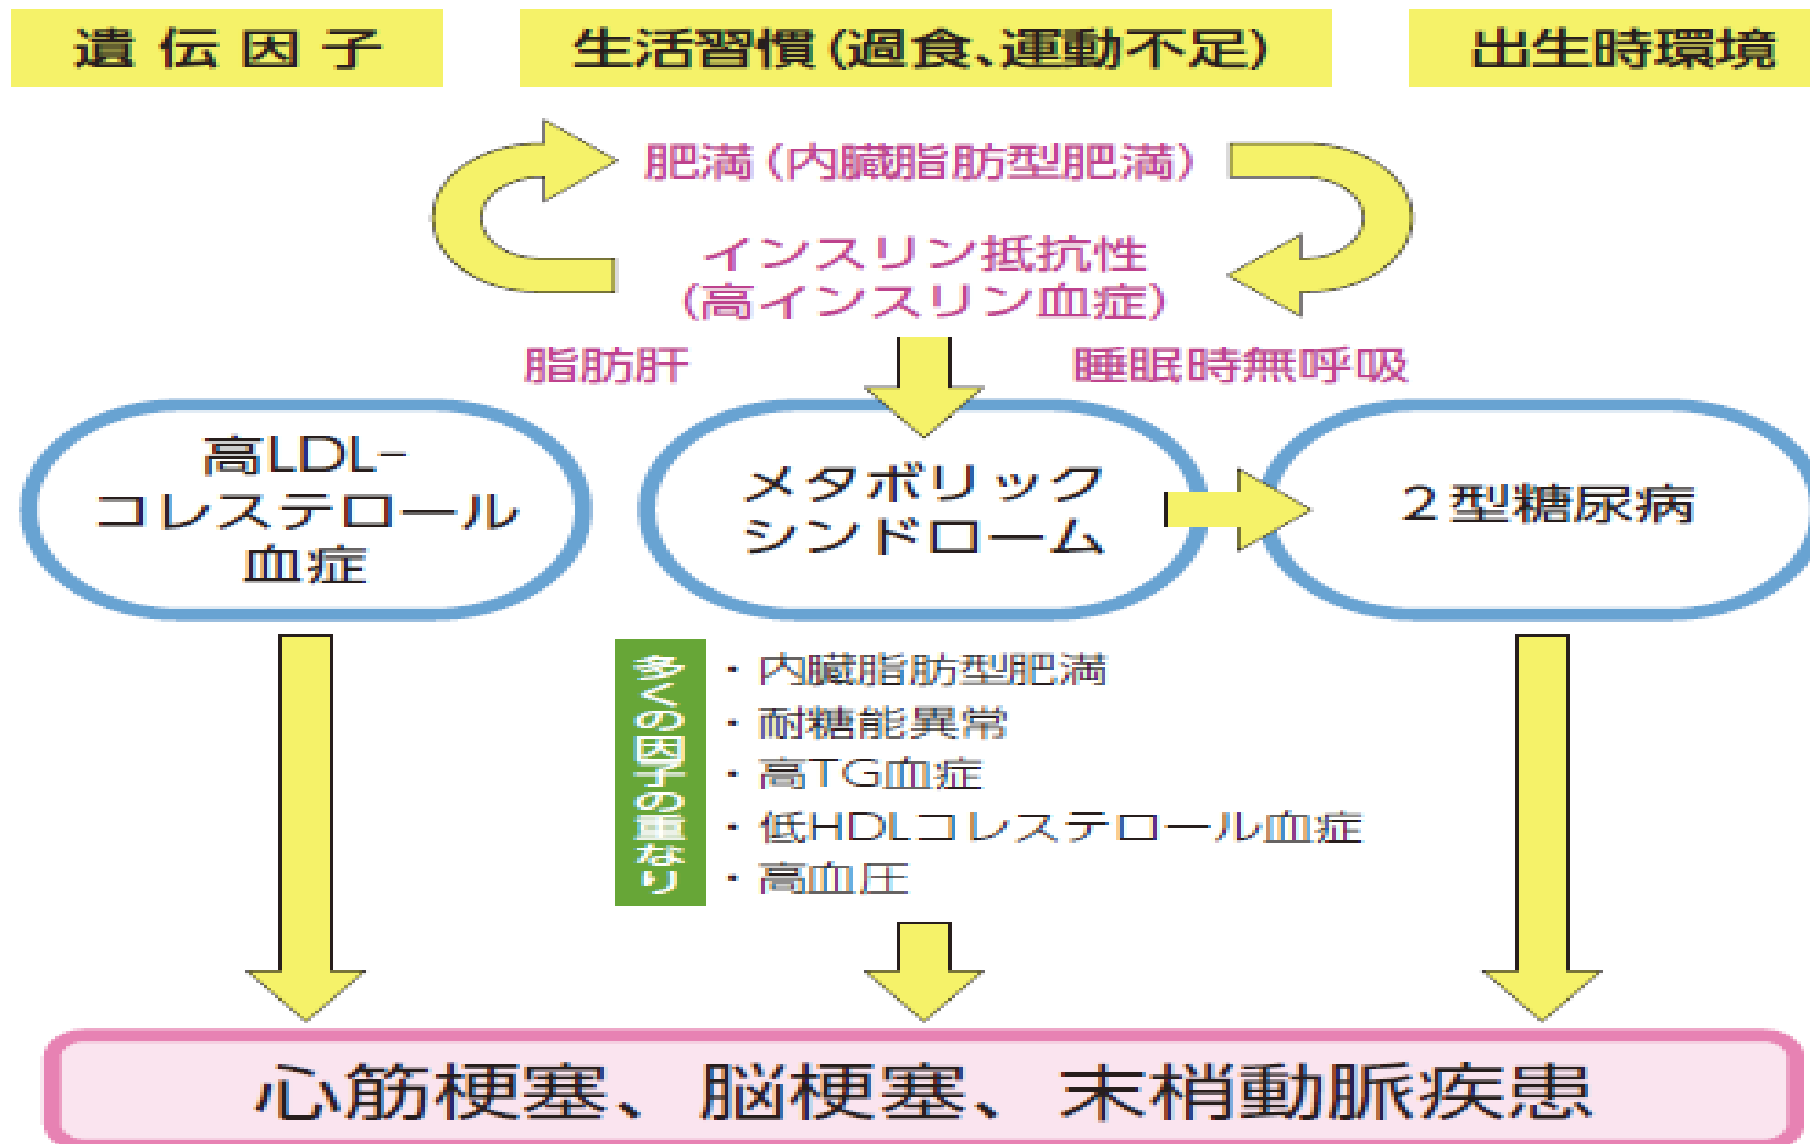 遺伝因子
生活習慣(過食、運動不足)
出生時環境
肥満(内臓脂肪型肥満)
インスリン抵抗性
(高インスリン血症)
脂肪肝
睡眠時無呼吸
高LDL-
コレステロール
血症
メタボリック
シンドローム
2型糖尿病
多くの因子の重なり
・内臓脂肪型肥満
・耐糖能異常
・高TG血症
・低HDLコレステロール血症
・高血圧
心筋梗塞、脳梗塞、末梢動脈疾患